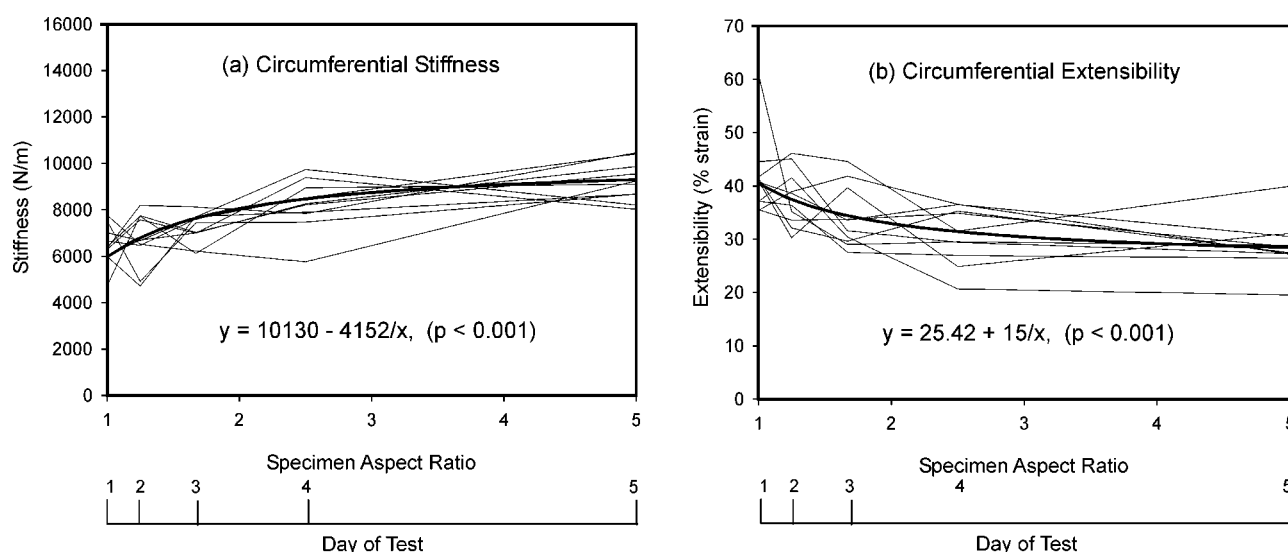 16000
14000
12000
10000
8000
6000
4000
2000
0
Stiffness (N/m)
(a) Circumferential Stiffness
y = 10130 - 4152/x, (p < 0.001)
1 2 3 4 5
Specimen Aspect Ratio
1 2 3 4 5
Day of Test
70
60
50
40
30
20
10
0
Extensibility (% strain)
(b) Circumferential Extensibility
y = 25.42 + 15/x, (p < 0.001)
1 2 3 4 5
Specimen Aspect Ratio
1 2 3 4 5
Day of Test